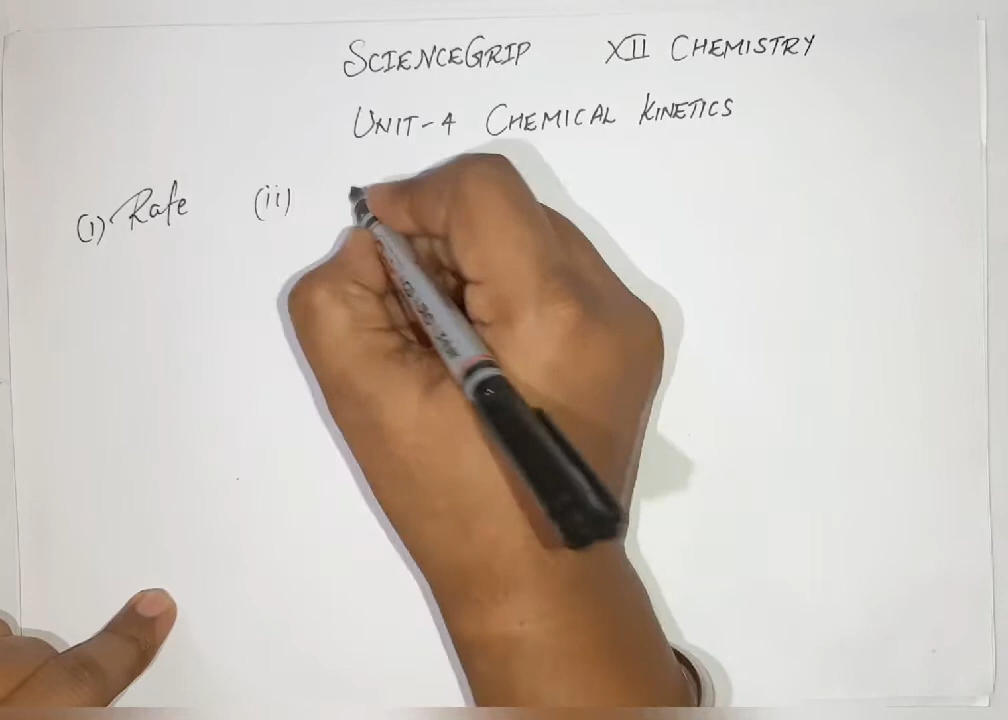 SCIENCEGRIP XII CHEMISTRY
UNIT-4 CHEMICAL KINETICS
(i) Rate (ii)